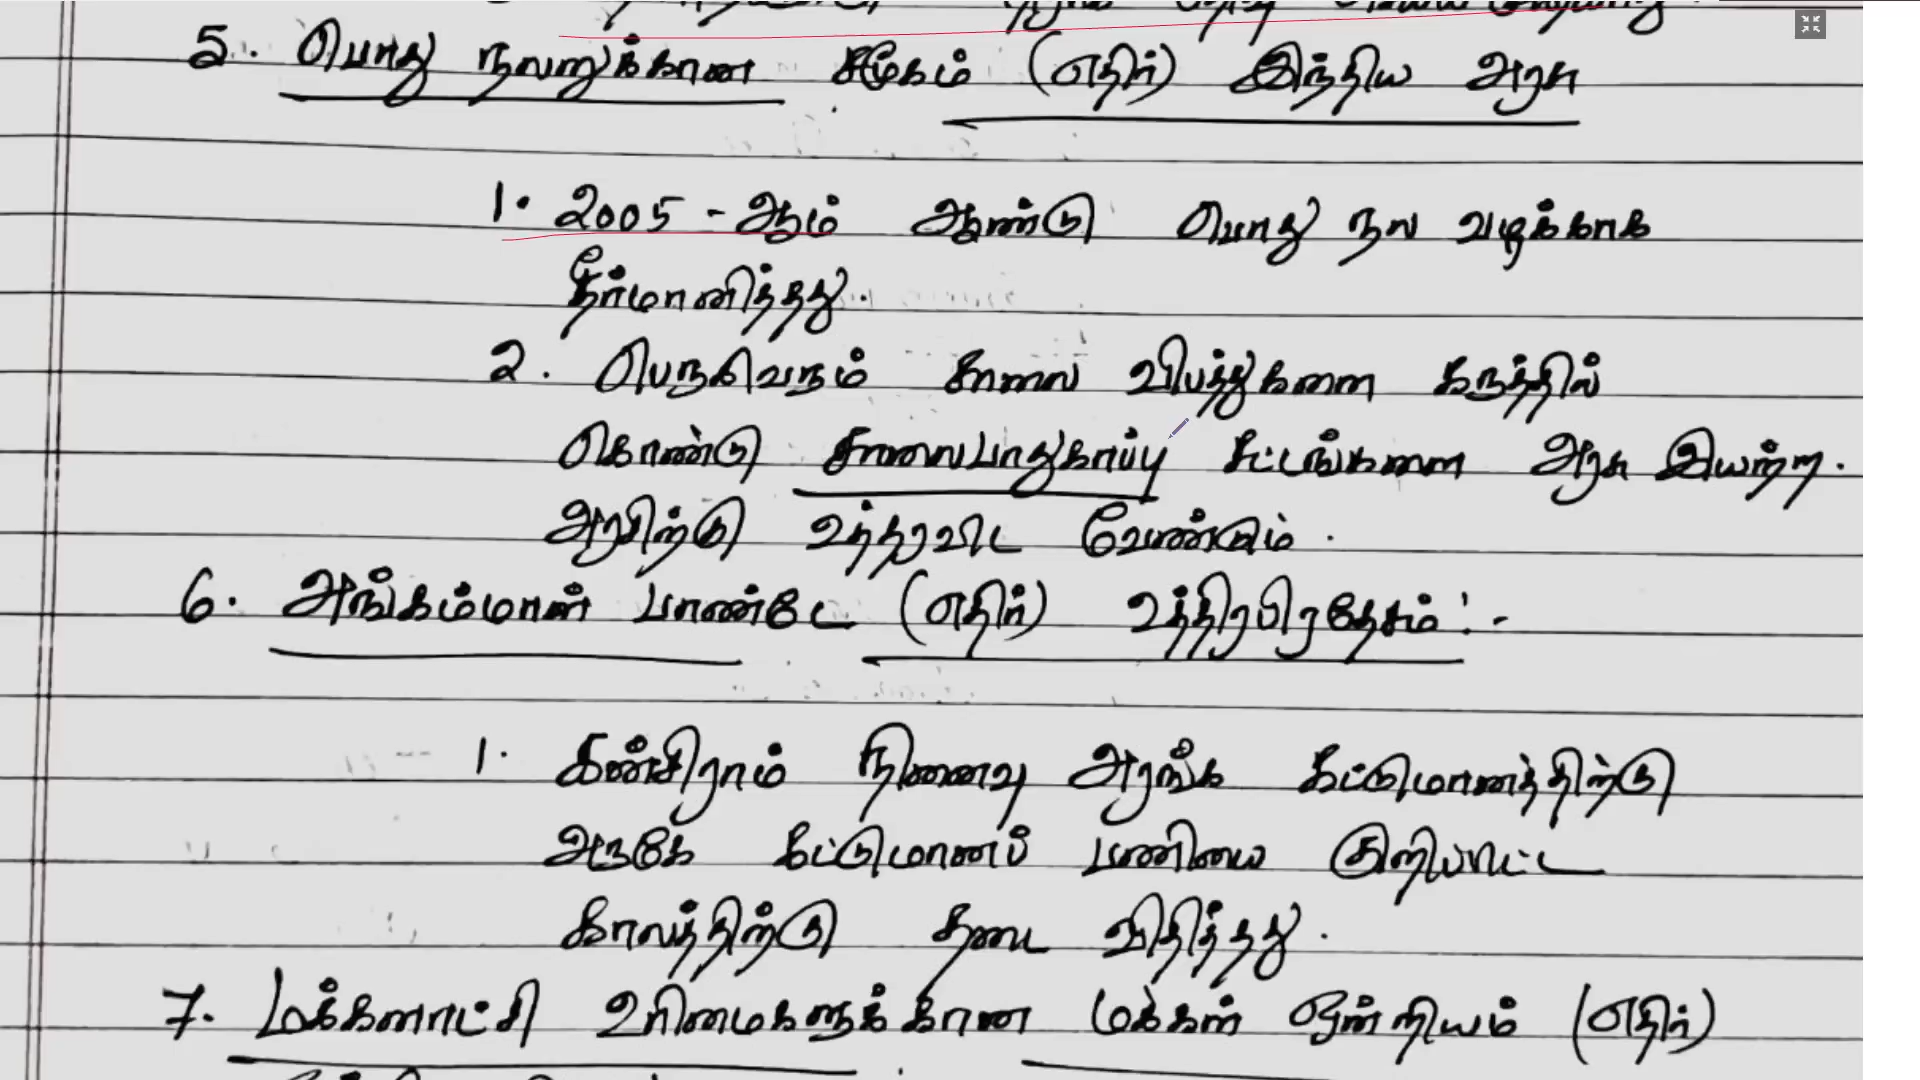 5. பொது நலனுக்கான சமூகம் (எதிர்) இந்திய அரசு
1. 2005 - ஆம் ஆண்டு பொது நல வழக்காக
தீர்மானித்தது.
2. பெருகிவரும் சாலை விபத்துகளை கருத்தில்
கொண்டு சாலைபாதுகாப்பு சட்டங்களை அரசு இயற்ற.
அரசிற்கு உத்தரவிட வேண்டும்.
6. அங்கம்மாள் பாண்டே (எதிர்) உத்திரபிரதேசம் :-
1. கன்சிராம் நினைவு அரங்க கட்டுமானத்திற்கு
அருகே கட்டுமானப் பணியை குறிப்பிட்ட
காலத்திற்கு தடை விதித்தது.
7. மக்களாட்சி உரிமைகளுக்கான மக்கள் ஒன்றியம் (எதிர்)